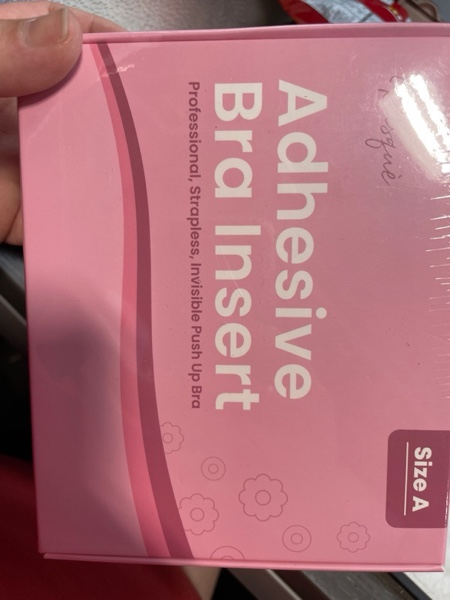 Size A
Adhesive
Bra Insert
Professional, Strapless, Invisible Push Up Bra